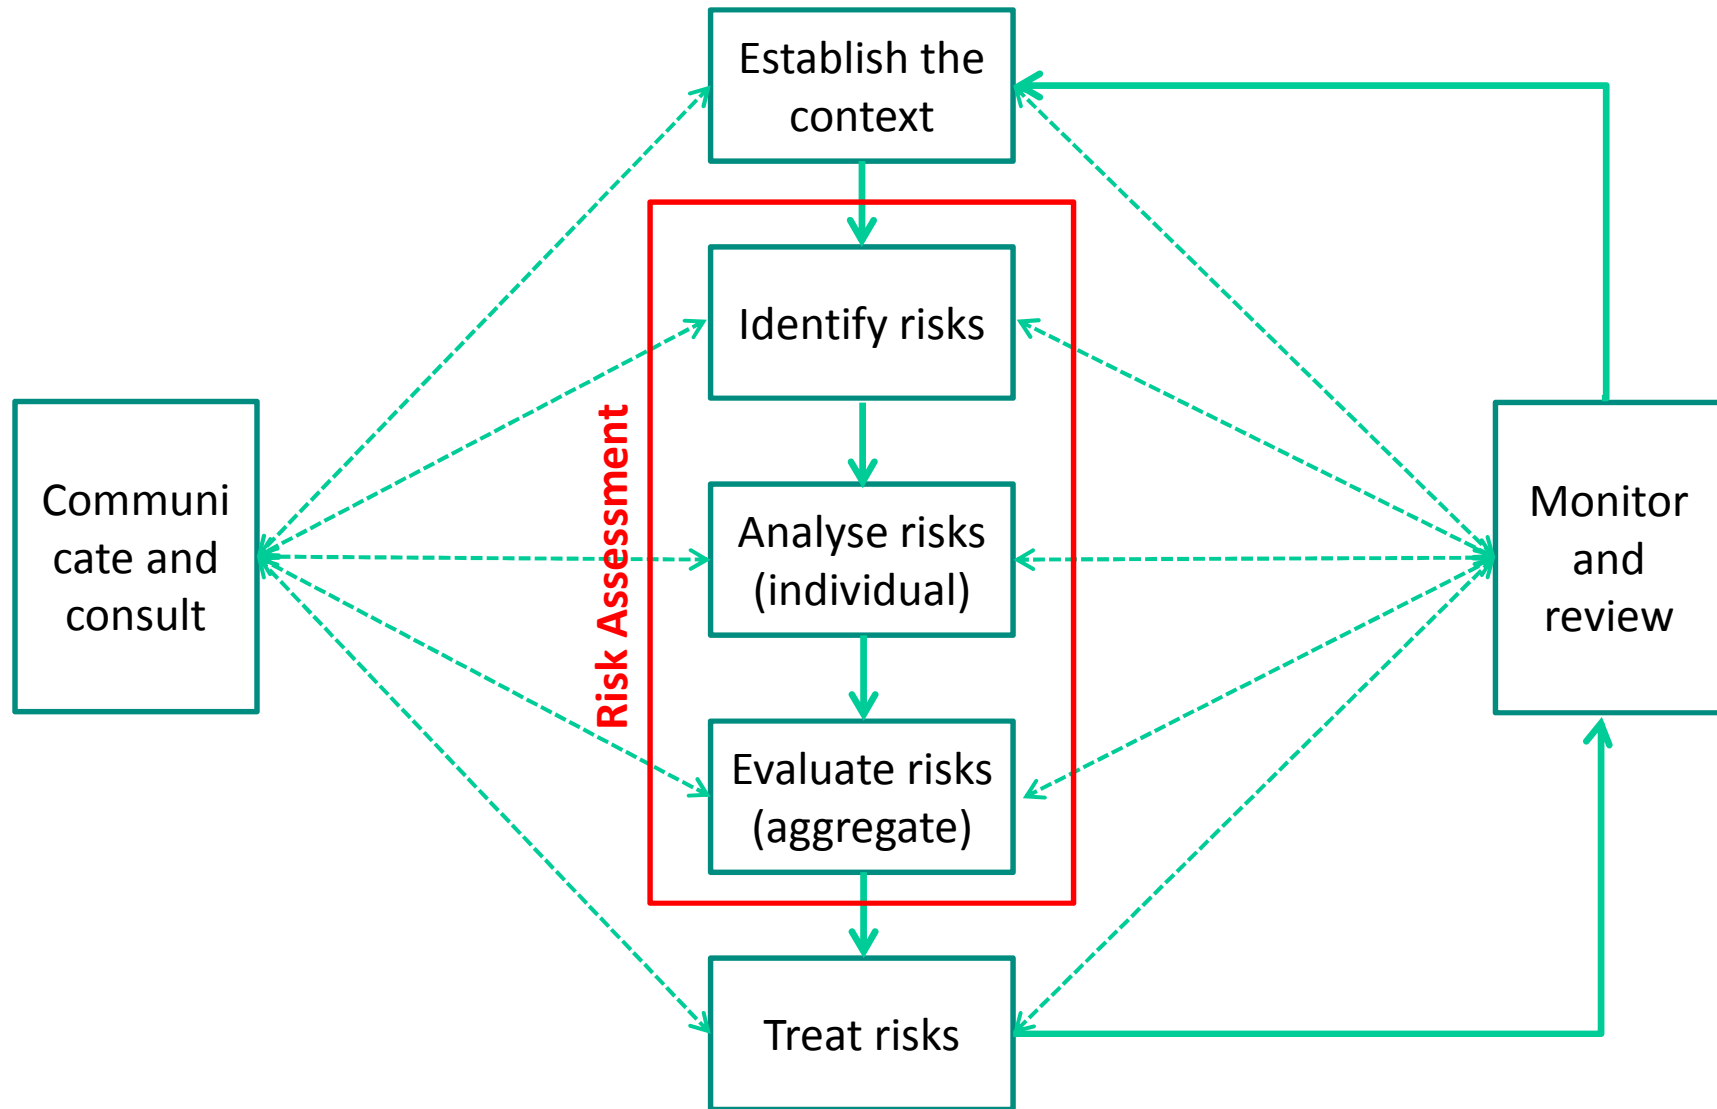 Establish the
context
Identify risks
Risk Assessment
Communi
cate and
consult
Analyse risks
(individual)
Monitor
and
review
Evaluate risks
(aggregate)
Treat risks